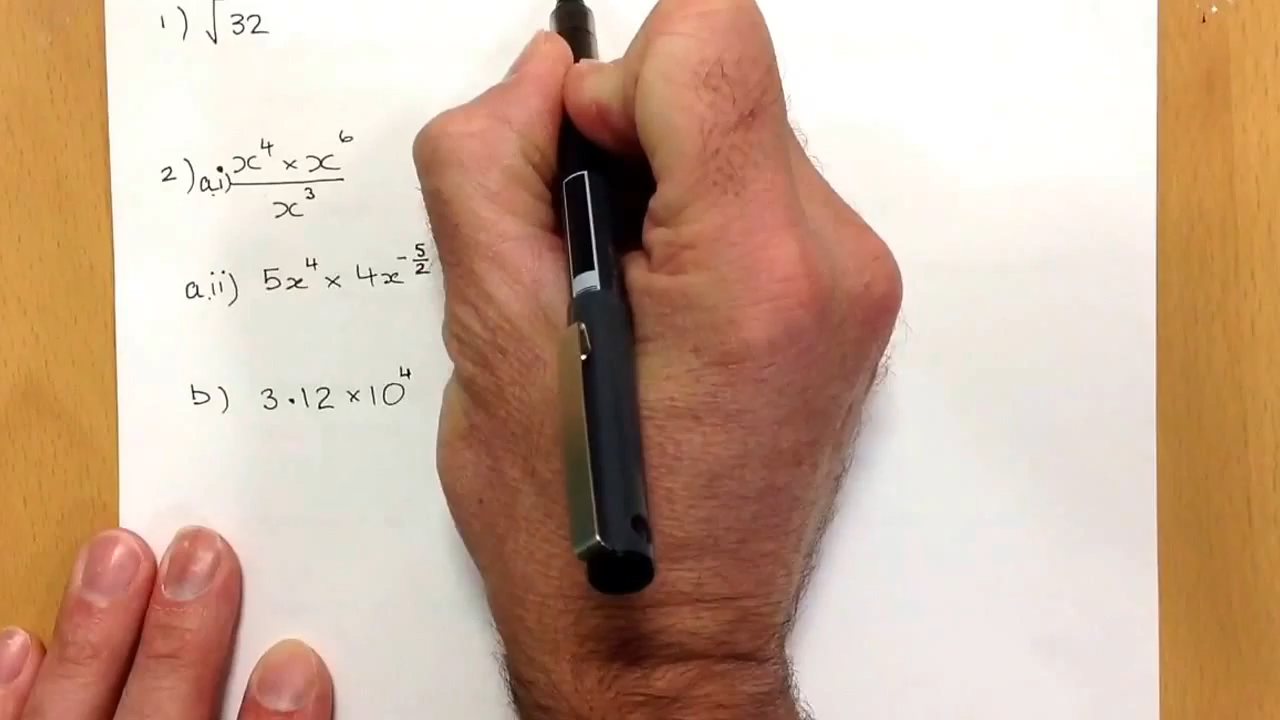 1) √32
2) a.i) x⁴ × x⁶ / x³
a.ii) 5x⁴ × 4x^(-5/2)
b) 3·12 × 10⁴